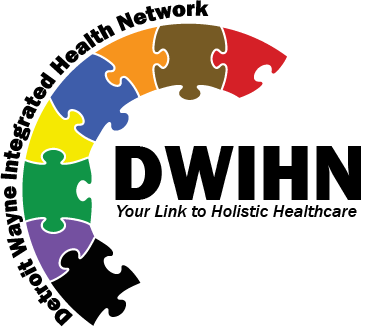 Detroit Wayne Integrated Health Network
DWIHN
Your Link to Holistic Healthcare